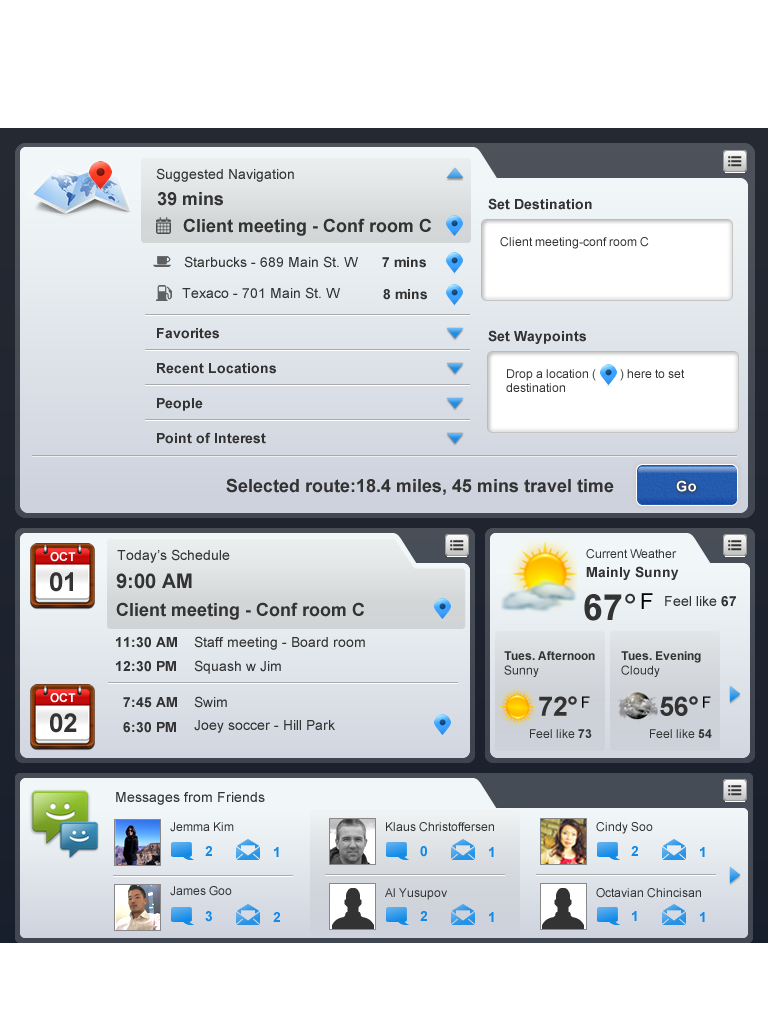 Suggested Navigation
39 mins
Client meeting - Conf room C
Starbucks - 689 Main St. W 7 mins
Texaco - 701 Main St. W 8 mins
Favorites
Recent Locations
People
Point of Interest
Set Destination
Client meeting-conf room C
Set Waypoints
Drop a location ( ) here to set
destination
Selected route:18.4 miles, 45 mins travel time
Go
OCT
01
Today's Schedule
9:00 AM
Client meeting - Conf room C
11:30 AM Staff meeting - Board room
12:30 PM Squash w Jim
OCT
02
7:45 AM Swim
6:30 PM Joey soccer - Hill Park
Current Weather
Mainly Sunny
67° F Feel like 67
Tues. Afternoon
Sunny
72° F
Feel like 73
Tues. Evening
Cloudy
56° F
Feel like 54
Messages from Friends
Jemma Kim
2 1
James Goo
3 2
Klaus Christoffersen
0 1
Al Yusupov
2 1
Cindy Soo
2 1
Octavian Chincisan
1 1